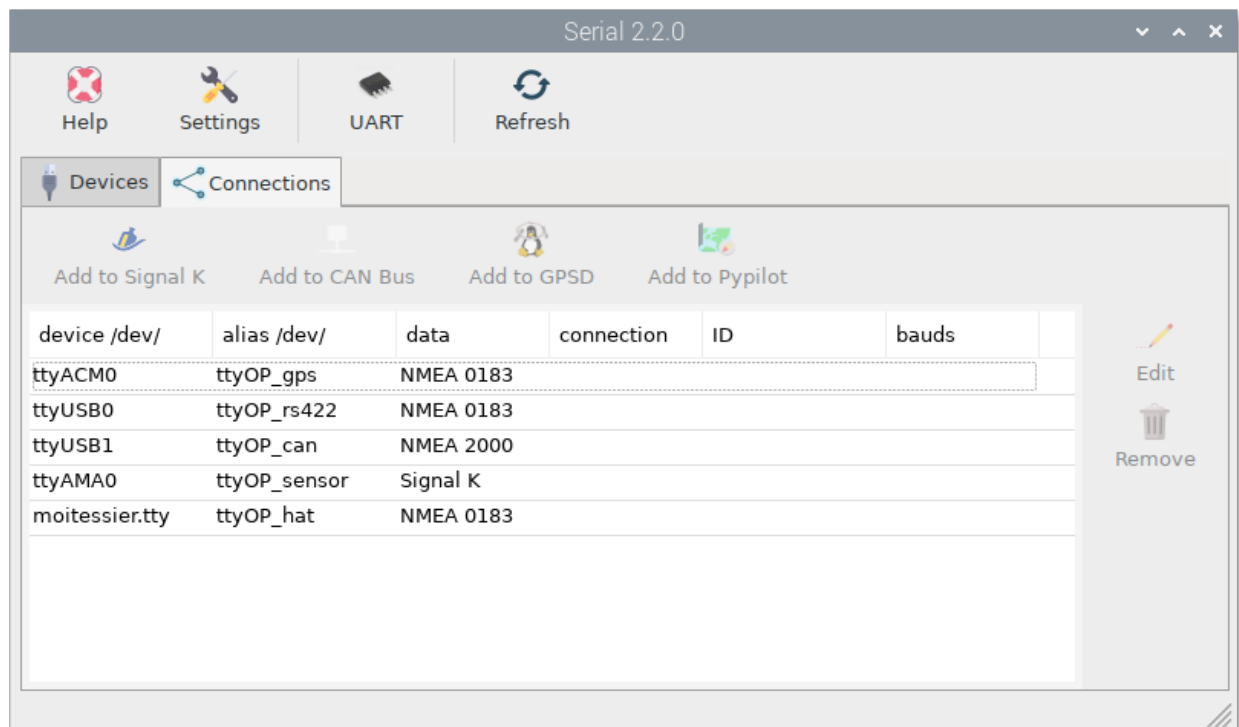 Serial 2.2.0
Help Settings UART Refresh
Devices Connections
Add to Signal K Add to CAN Bus Add to GPSD Add to Pypilot
device /dev/ alias /dev/ data connection ID bauds
ttyACM0 ttyOP_gps NMEA 0183
ttyUSB0 ttyOP_rs422 NMEA 0183
ttyUSB1 ttyOP_can NMEA 2000
ttyAMA0 ttyOP_sensor Signal K
moitessier.tty ttyOP_hat NMEA 0183
Edit
Remove